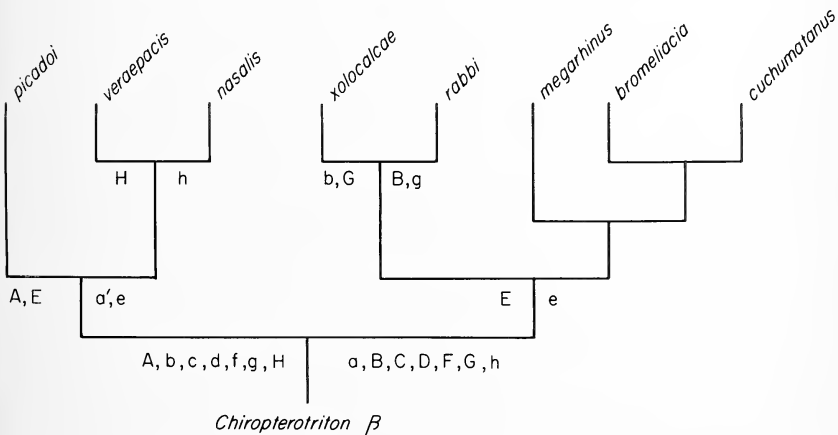 picadoi
veraepacis
nasalis
xolocalcae
rabbi
megarhinus
bromeliacia
cuchumatanus
H h
b, G B, g
A, E a′, e
E e
A, b, c, d, f, g, H a, B, C, D, F, G, h
Chiropterotriton β